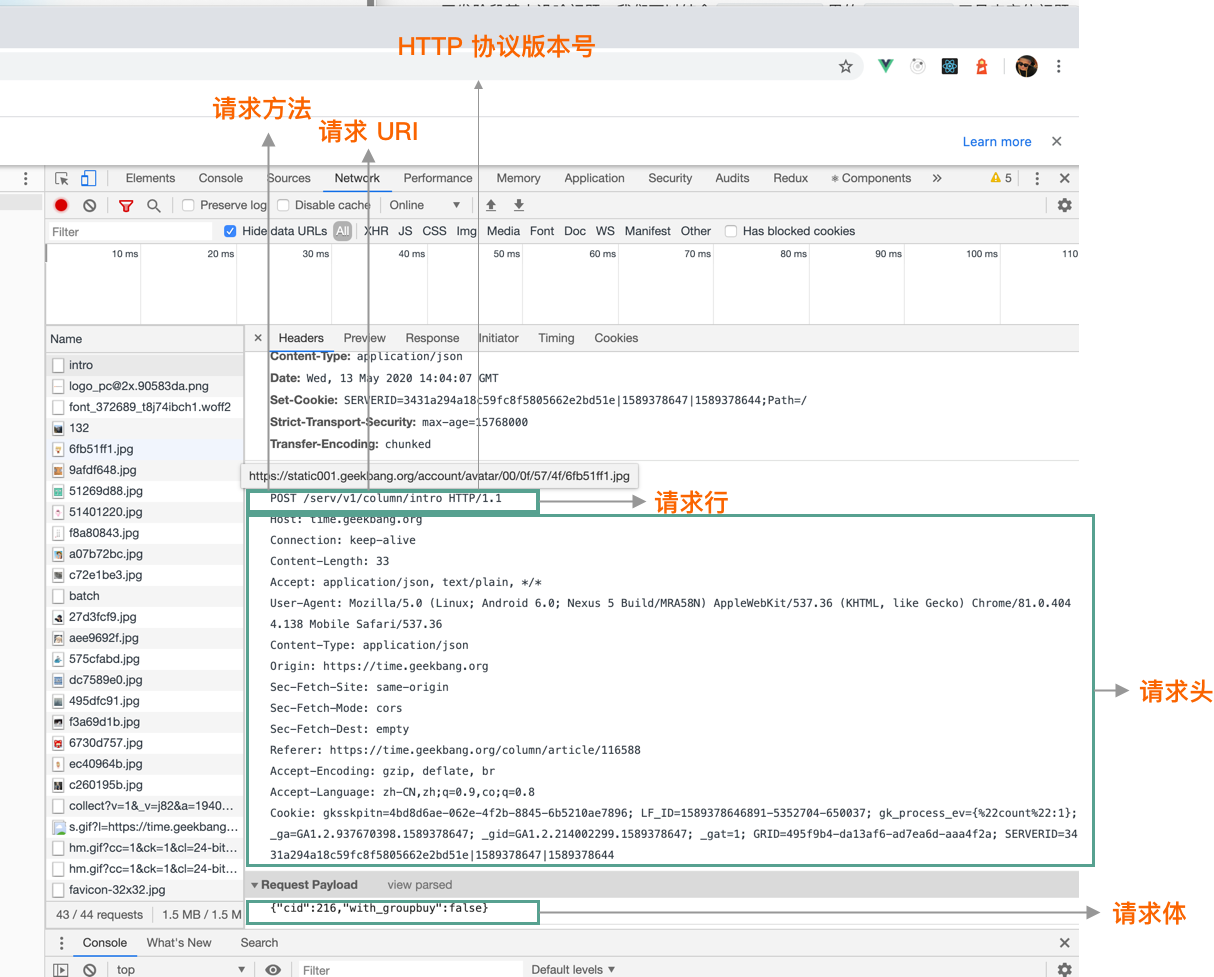 HTTP 协议版本号
请求方法
请求 URI
Learn more
Elements Console Sources Network Performance Memory Application Security Audits Redux Components 5
Preserve log Disable cache Online
Filter Hide data URLs All XHR JS CSS Img Media Font Doc WS Manifest Other Has blocked cookies
10 ms 20 ms 30 ms 40 ms 50 ms 60 ms 70 ms 80 ms 90 ms 100 ms 110
Name
Headers Preview Response Initiator Timing Cookies
intro
logo_pc@2x.90583da.png
font_372689_t8j74ibch1.woff2
132
6fb51ff1.jpg
9afdf648.jpg
51269d88.jpg
51401220.jpg
f8a80843.jpg
a07b72bc.jpg
c72e1be3.jpg
batch
27d3fcf9.jpg
aee9692f.jpg
575cfabd.jpg
dc7589e0.jpg
495dfc91.jpg
f3a69d1b.jpg
6730d757.jpg
ec40964b.jpg
c260195b.jpg
collect?v=1&_v=j82&a=1940…
s.gif?l=https://time.geekbang…
hm.gif?cc=1&ck=1&cl=24-bit…
hm.gif?cc=1&ck=1&cl=24-bit…
favicon-32x32.jpg
43 / 44 requests 1.5 MB / 1.5 M
Content-Type: application/json
Date: Wed, 13 May 2020 14:04:07 GMT
Set-Cookie: SERVERID=3431a294a18c59fc8f5805662e2bd51e|1589378647|1589378644;Path=/
Strict-Transport-Security: max-age=15768000
Transfer-Encoding: chunked
https://static001.geekbang.org/account/avatar/00/0f/57/4f/6fb51ff1.jpg
POST /serv/v1/column/intro HTTP/1.1
请求行
Host: time.geekbang.org
Connection: keep-alive
Content-Length: 33
Accept: application/json, text/plain, */*
User-Agent: Mozilla/5.0 (Linux; Android 6.0; Nexus 5 Build/MRA58N) AppleWebKit/537.36 (KHTML, like Gecko) Chrome/81.0.404
4.138 Mobile Safari/537.36
Content-Type: application/json
Origin: https://time.geekbang.org
Sec-Fetch-Site: same-origin
Sec-Fetch-Mode: cors
Sec-Fetch-Dest: empty
Referer: https://time.geekbang.org/column/article/116588
Accept-Encoding: gzip, deflate, br
Accept-Language: zh-CN,zh;q=0.9,co;q=0.8
Cookie: gksskpitn=4bd8d6ae-062e-4f2b-8845-6b5210ae7896; LF_ID=1589378646891-5352704-650037; gk_process_ev={%22count%22:1};
_ga=GA1.2.937670398.1589378647; _gid=GA1.2.214002299.1589378647; _gat=1; GRID=495f9b4-da13af6-ad7ea6d-aaa4f2a; SERVERID=34
31a294a18c59fc8f5805662e2bd51e|1589378647|1589378644
请求头
Request Payload view parsed
{"cid":216,"with_groupbuy":false}
请求体
Console What's New Search
top Filter Default levels